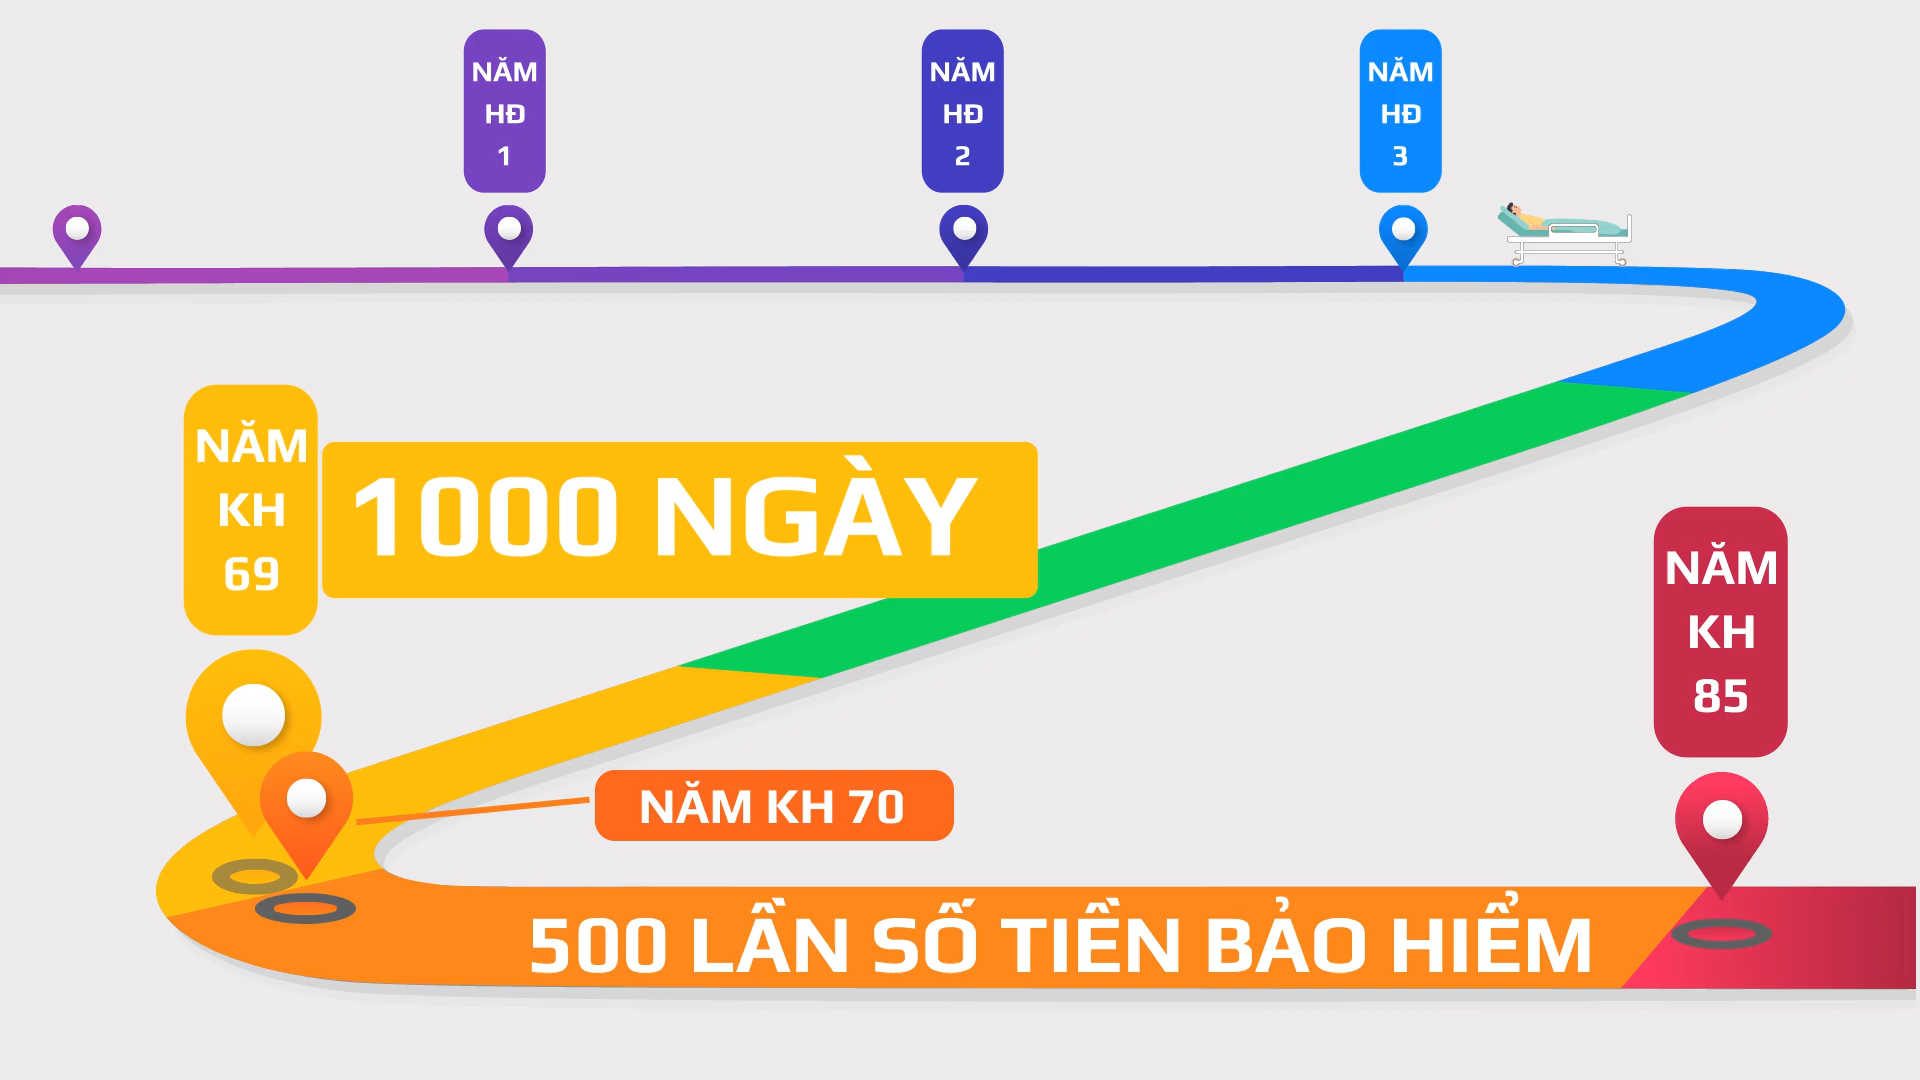 NĂM
HĐ
1
NĂM
HĐ
2
NĂM
HĐ
3
NĂM
KH
69
1000 NGÀY
NĂM
KH
85
NĂM KH 70
500 LẦN SỐ TIỀN BẢO HIỂM